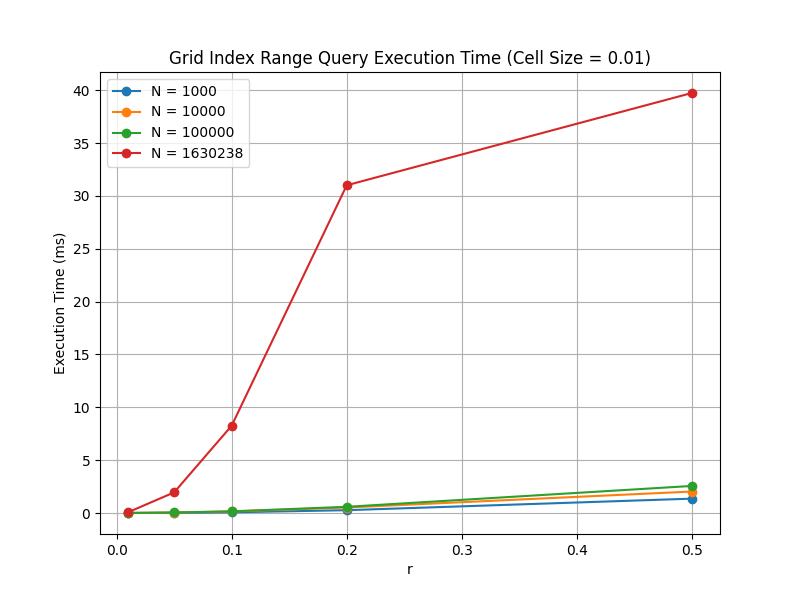 Grid Index Range Query Execution Time (Cell Size = 0.01)
N = 1000
N = 10000
N = 100000
N = 1630238
Execution Time (ms)
40
35
30
25
20
15
10
5
0
0.0 0.1 0.2 0.3 0.4 0.5
r